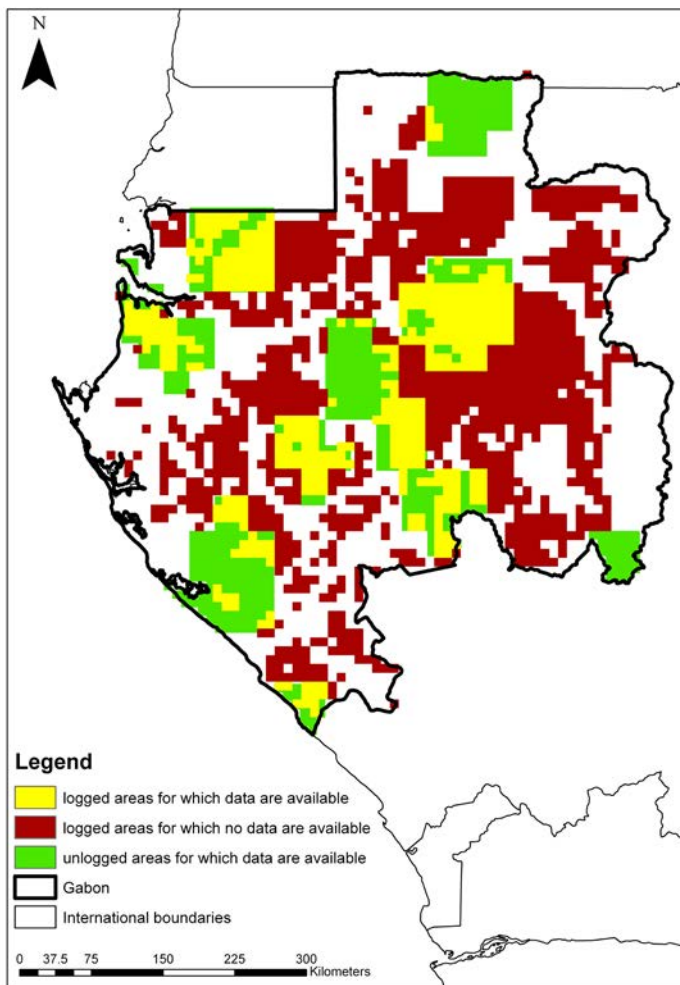 N
Legend
logged areas for which data are available
logged areas for which no data are available
unlogged areas for which data are available
Gabon
International boundaries
0 37.5 75 150 225 300
Kilometers